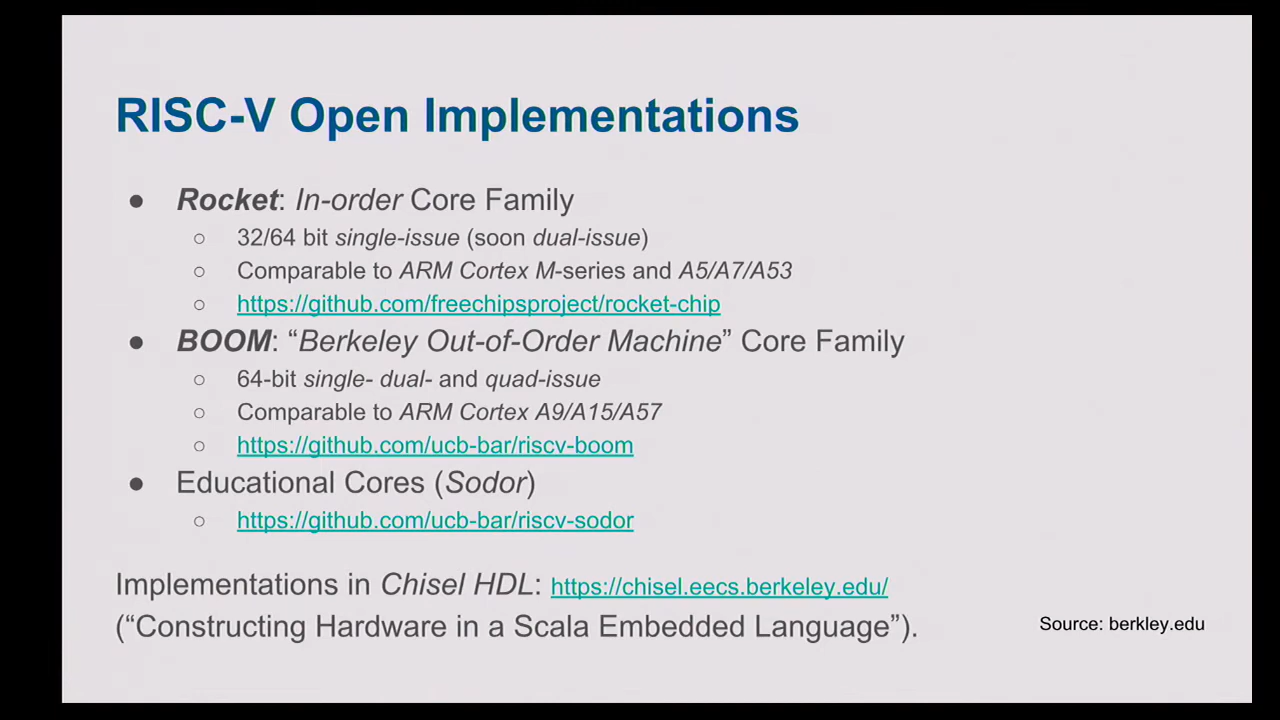 RISC-V Open Implementations
● Rocket: In-order Core Family
○ 32/64 bit single-issue (soon dual-issue)
○ Comparable to ARM Cortex M-series and A5/A7/A53
○ https://github.com/freechipsproject/rocket-chip
● BOOM: “Berkeley Out-of-Order Machine” Core Family
○ 64-bit single- dual- and quad-issue
○ Comparable to ARM Cortex A9/A15/A57
○ https://github.com/ucb-bar/riscv-boom
● Educational Cores (Sodor)
○ https://github.com/ucb-bar/riscv-sodor
Implementations in Chisel HDL: https://chisel.eecs.berkeley.edu/
(“Constructing Hardware in a Scala Embedded Language”).
Source: berkley.edu